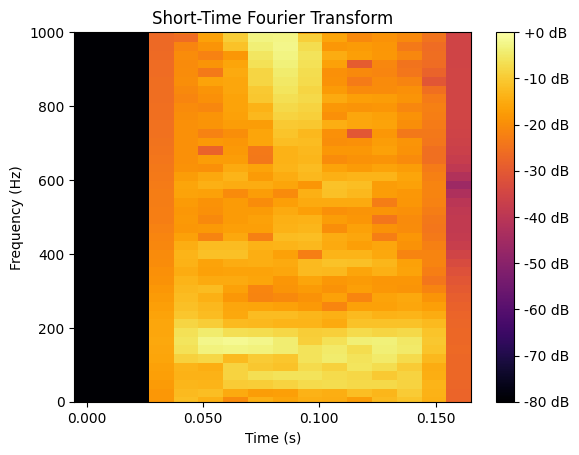 Short-Time Fourier Transform
1000
800
600
400
200
0
Frequency (Hz)
0.000
0.050
0.100
0.150
Time (s)
+0 dB
-10 dB
-20 dB
-30 dB
-40 dB
-50 dB
-60 dB
-70 dB
-80 dB